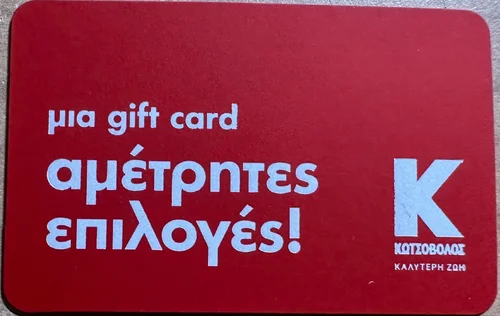 μια gift card
αμέτρητες
επιλογές!
Κ
ΚΩΤΣΟΒΟΛΟΣ
ΚΑΛΥΤΕΡΗ ΖΩΗ